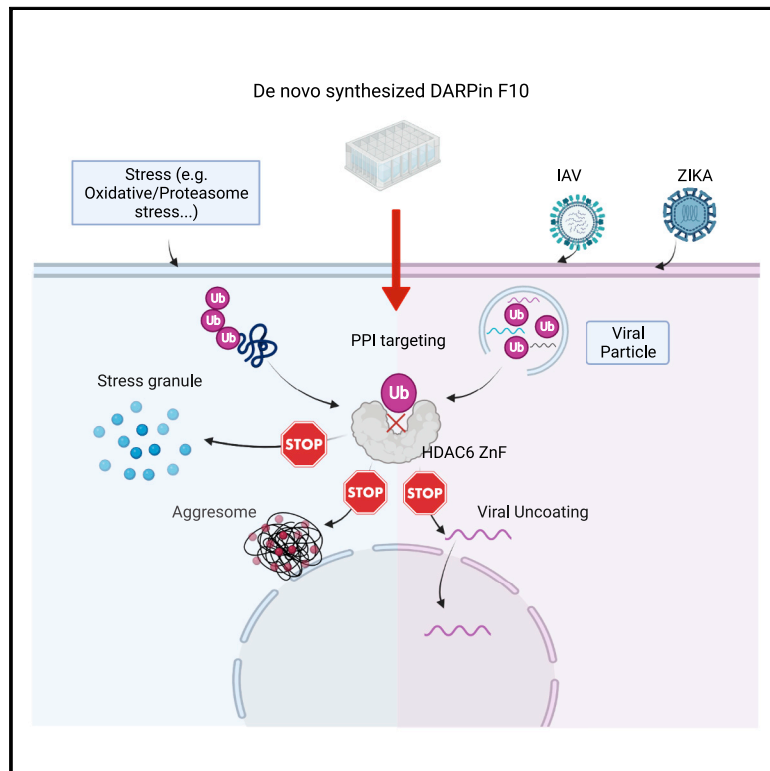 De novo synthesized DARPin F10
Stress (e.g.
Oxidative/Proteasome
stress...)
IAV
ZIKA
Ub
Ub
Ub
PPI targeting
Ub
Ub
Ub
Viral
Particle
Stress granule
Ub
HDAC6 ZnF
STOP
STOP
STOP
Aggresome
Viral Uncoating